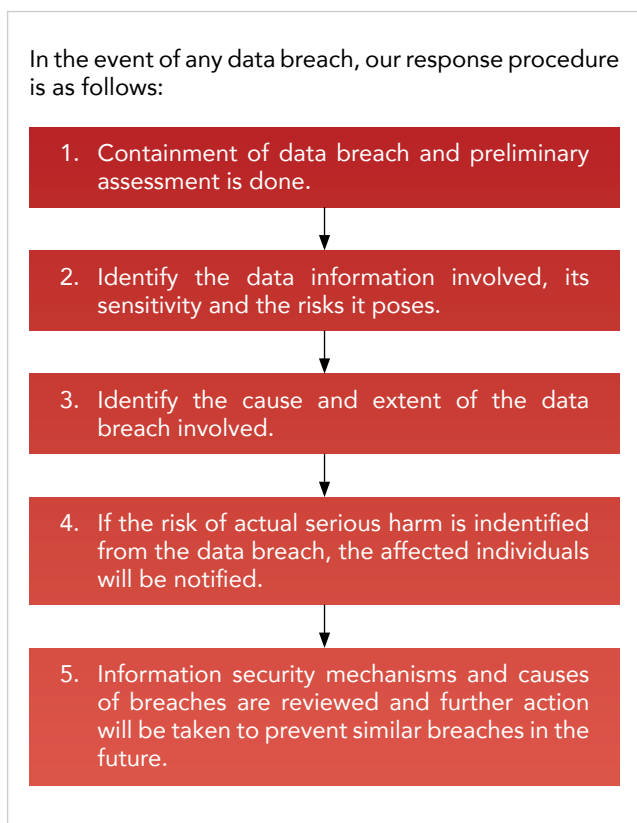 In the event of any data breach, our response procedure
is as follows:
1. Containment of data breach and preliminary
assessment is done.
2. Identify the data information involved, its
sensitivity and the risks it poses.
3. Identify the cause and extent of the data
breach involved.
4. If the risk of actual serious harm is indentified
from the data breach, the affected individuals
will be notified.
5. Information security mechanisms and causes
of breaches are reviewed and further action
will be taken to prevent similar breaches in the
future.